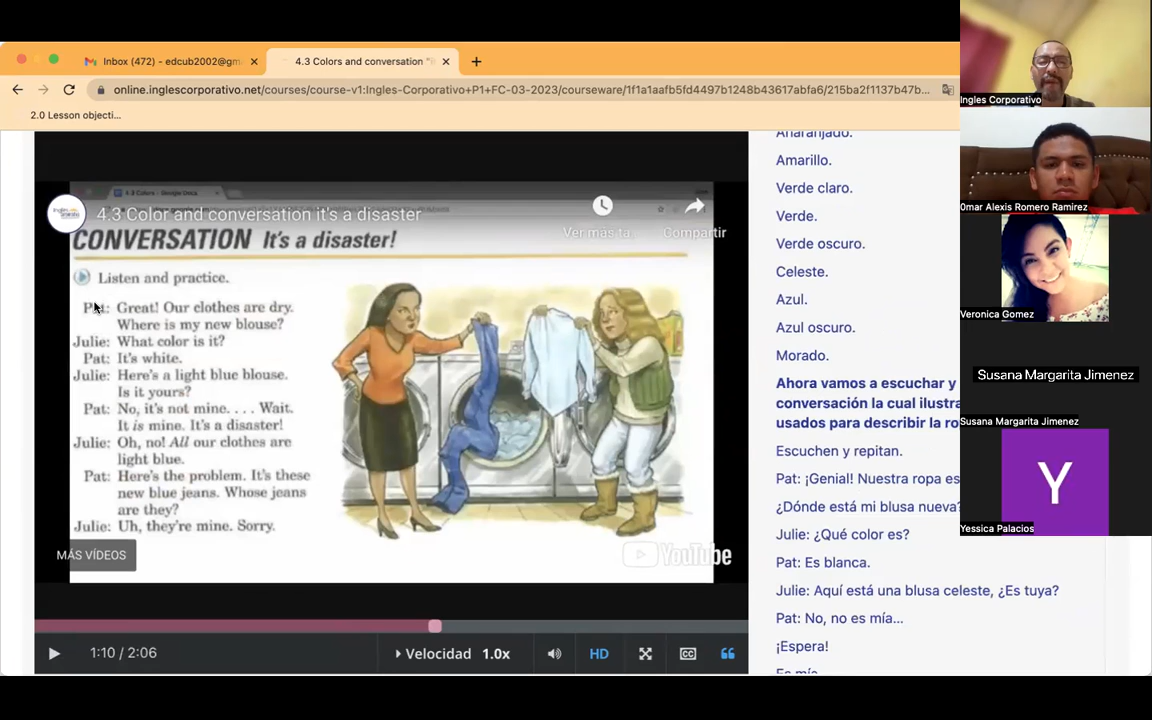 Inbox (472) - edcub2002@gm
4.3 Colors and conversation "
online.inglescorporativo.net/courses/course-v1:Ingles-Corporativo+P1+FC-03-2023/courseware/1f1a1aafb5fd4497b1248b43617abfa6/215ba2f1137b47b...
2.0 Lesson objecti...
4.3 Colors - Google Docs
4.3 Color and conversation it's a disaster
Ver más ta...
Compartir
CONVERSATION It's a disaster!
Listen and practice.
Pat: Great! Our clothes are dry.
Where is my new blouse?
Julie: What color is it?
Pat: It's white.
Julie: Here's a light blue blouse.
Is it yours?
Pat: No, it's not mine. . . . Wait.
It is mine. It's a disaster!
Julie: Oh, no! All our clothes are
light blue.
Pat: Here's the problem. It's these
new blue jeans. Whose jeans
are they?
Julie: Uh, they're mine. Sorry.
MÁS VÍDEOS
YouTube
1:10 / 2:06
Velocidad 1.0x
HD
CC
Anaranjado.
Amarillo.
Verde claro.
Verde.
Verde oscuro.
Celeste.
Azul.
Azul oscuro.
Morado.
Ahora vamos a escuchar y
conversación la cual ilustra
usados para describir la ro
Escuchen y repitan.
Pat: ¡Genial! Nuestra ropa es
¿Dónde está mi blusa nueva?
Julie: ¿Qué color es?
Pat: Es blanca.
Julie: Aquí está una blusa celeste, ¿Es tuya?
Pat: No, no es mía...
¡Espera!
Es mía
Ingles Corporativo
Omar Alexis Romero Ramirez
Veronica Gomez
Susana Margarita Jimenez
Susana Margarita Jimenez
Y
Yessica Palacios